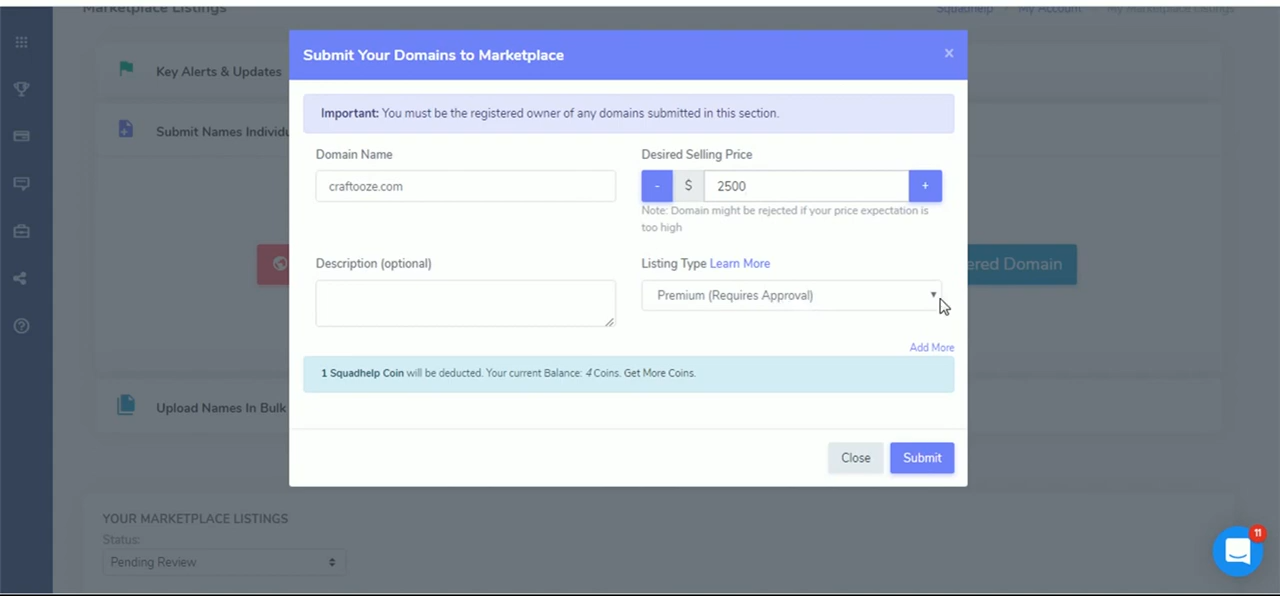 Marketplace Listings
Squadhelp
My Account
My Marketplace Listings
Key Alerts & Updates
Submit Names Individu
Submit Your Domains to Marketplace
×
Important: You must be the registered owner of any domains submitted in this section.
Domain Name
Desired Selling Price
craftooze.com
- $ 2500 +
Note: Domain might be rejected if your price expectation is
too high
Description (optional)
Listing Type Learn More
ered Domain
Premium (Requires Approval)
Add More
1 Squadhelp Coin will be deducted. Your current Balance: 4 Coins. Get More Coins.
Upload Names In Bulk
Close
Submit
YOUR MARKETPLACE LISTINGS
Status:
Pending Review
11